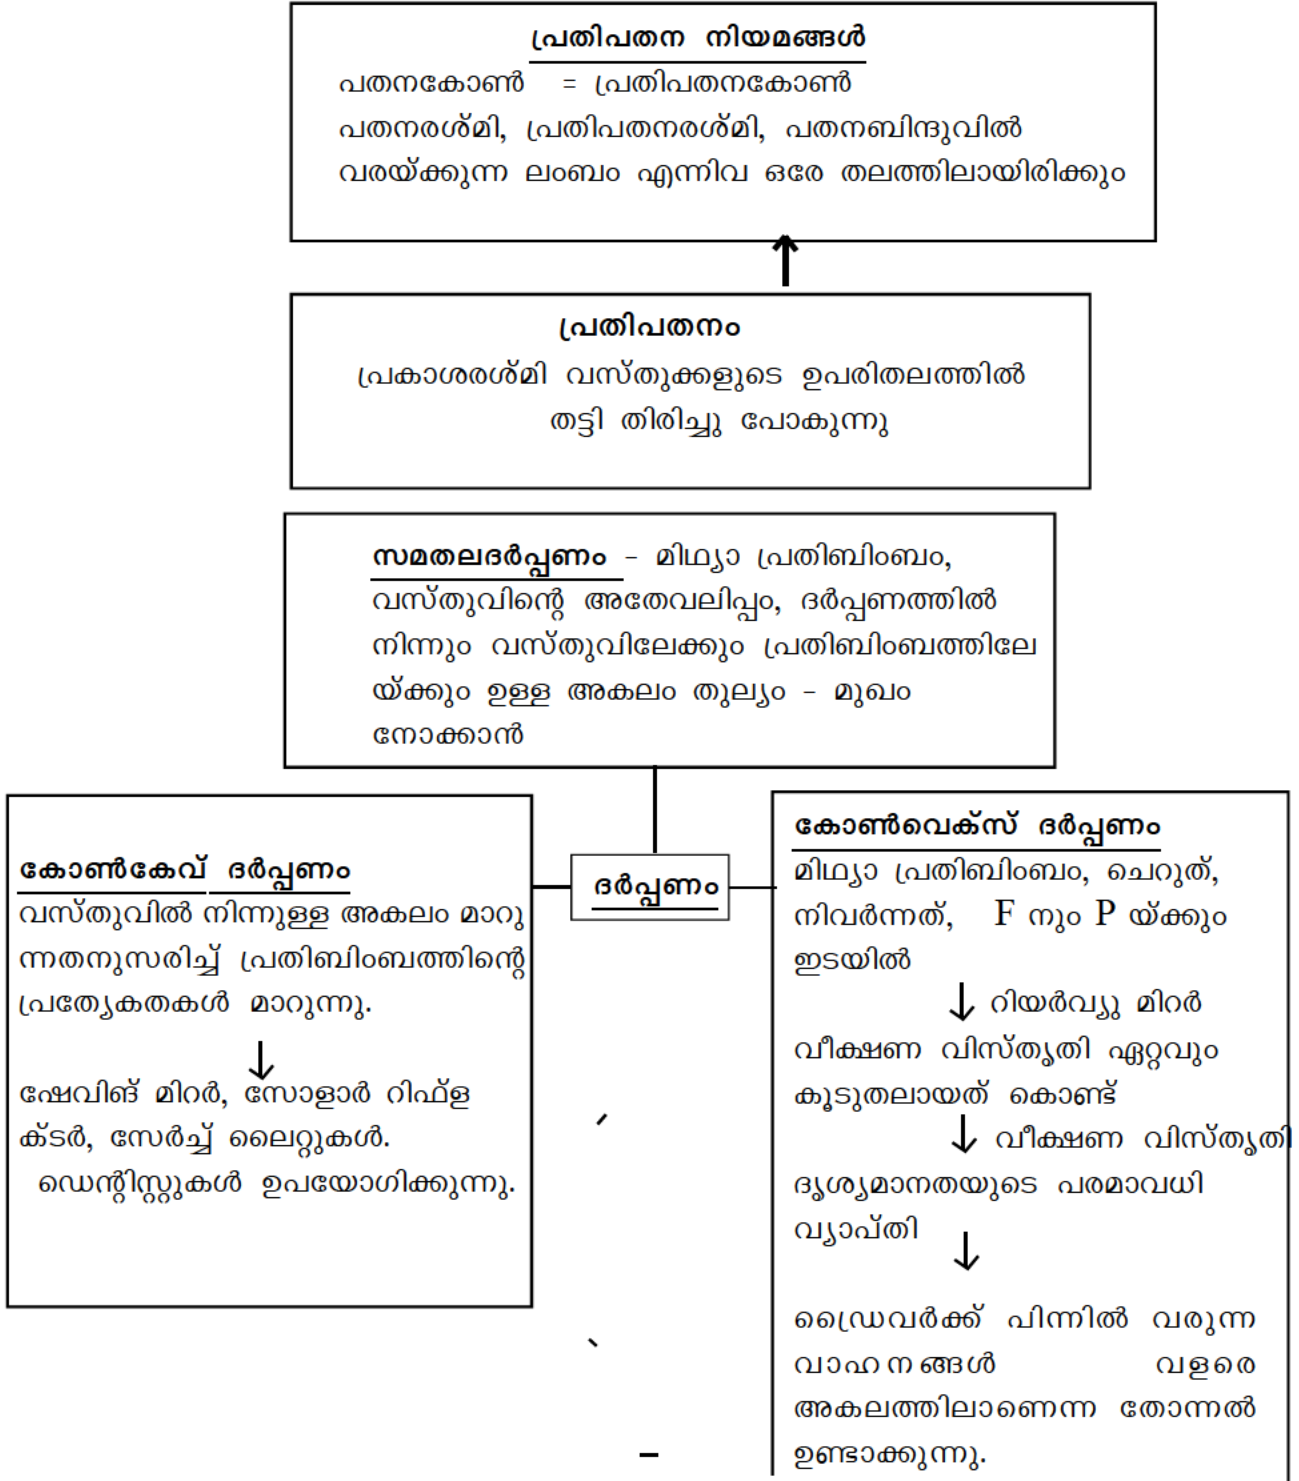 പ്രതിപതന നിയമങ്ങൾ
പതനകോൺ = പ്രതിപതനകോൺ
പതനരശ്മി, പ്രതിപതനരശ്മി, പതനബിന്ദുവിൽ
വരയ്ക്കുന്ന ലംബം എന്നിവ ഒരേ തലത്തിലായിരിക്കും
പ്രതിപതനം
പ്രകാശരശ്മി വസ്തുക്കളുടെ ഉപരിതലത്തിൽ
തട്ടി തിരിച്ചു പോകുന്നു
സമതലദർപ്പണം - മിഥ്യാ പ്രതിബിംബം,
വസ്തുവിന്റെ അതേവലിപ്പം, ദർപ്പണത്തിൽ
നിന്നും വസ്തുവിലേക്കും പ്രതിബിംബത്തിലേ
യ്ക്കും ഉള്ള അകലം തുല്യം - മുഖം
നോക്കാൻ
കോൺകേവ് ദർപ്പണം
വസ്തുവിൽ നിന്നുള്ള അകലം മാറു
ന്നതനുസരിച്ച് പ്രതിബിംബത്തിന്റെ
പ്രത്യേകതകൾ മാറുന്നു.
ഷേവിങ് മിറർ, സോളാർ റിഫ്ള
ക്ടർ, സേർച്ച് ലൈറ്റുകൾ.
ഡെന്റിസ്റ്റുകൾ ഉപയോഗിക്കുന്നു.
ദർപ്പണം
കോൺവെക്സ് ദർപ്പണം
മിഥ്യാ പ്രതിബിംബം, ചെറുത്,
നിവർന്നത്, F നും P യ്ക്കും
ഇടയിൽ
↓ റിയർവ്യു മിറർ
വീക്ഷണ വിസ്തൃതി ഏറ്റവും
കൂടുതലായത് കൊണ്ട്
↓ വീക്ഷണ വിസ്തൃതി
ദൃശ്യമാനതയുടെ പരമാവധി
വ്യാപ്തി
ഡ്രൈവർക്ക് പിന്നിൽ വരുന്ന
വാഹനങ്ങൾ വളരെ
അകലത്തിലാണെന്ന തോന്നൽ
ഉണ്ടാക്കുന്നു.